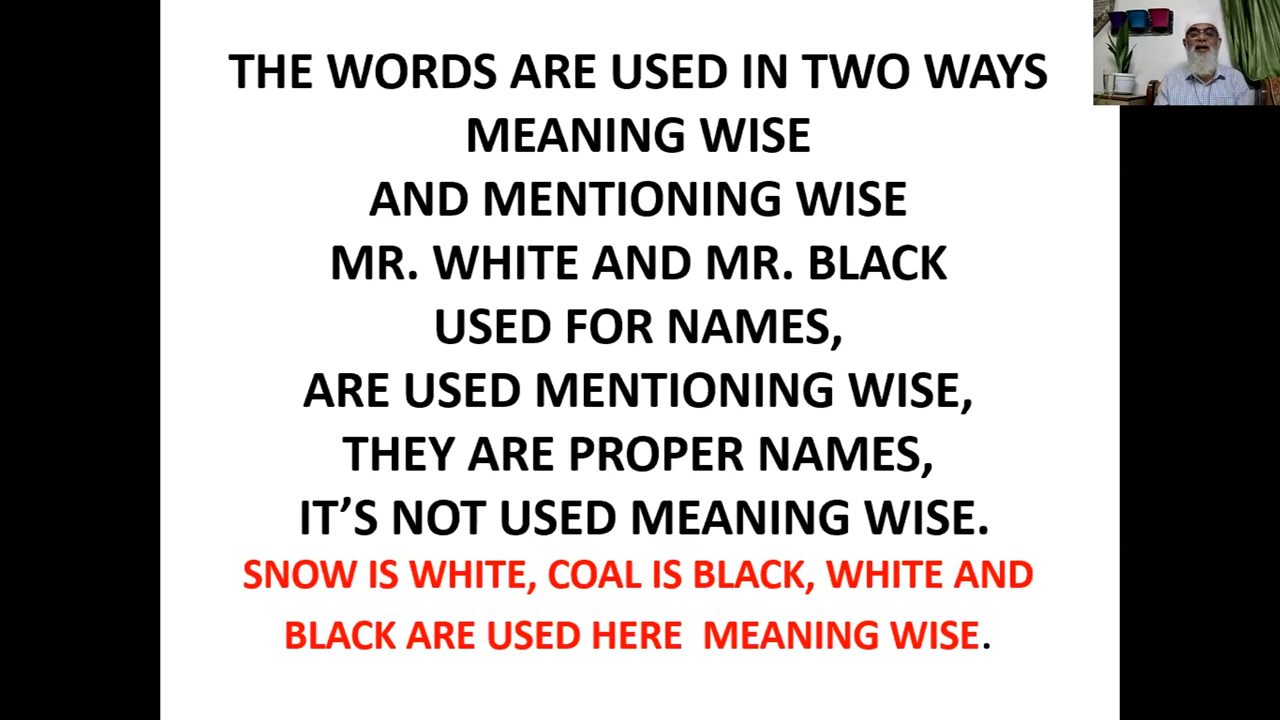 THE WORDS ARE USED IN TWO WAYS
MEANING WISE
AND MENTIONING WISE
MR. WHITE AND MR. BLACK
USED FOR NAMES,
ARE USED MENTIONING WISE,
THEY ARE PROPER NAMES,
IT’S NOT USED MEANING WISE.
SNOW IS WHITE, COAL IS BLACK, WHITE AND
BLACK ARE USED HERE  MEANING WISE.